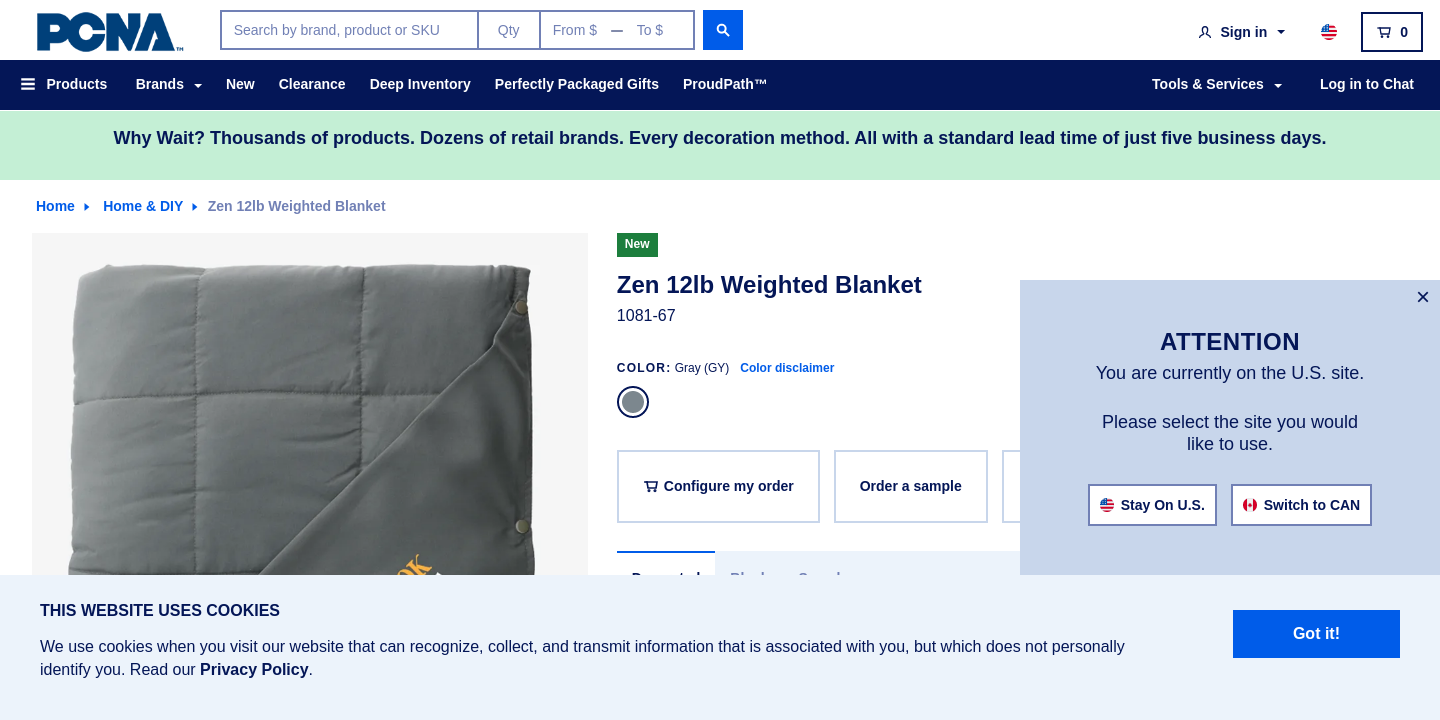 PCNA™
Search by brand, product or SKU
Qty
From $ — To $
Sign in
0
Products
Brands
New
Clearance
Deep Inventory
Perfectly Packaged Gifts
ProudPath™
Tools & Services
Log in to Chat
Why Wait? Thousands of products. Dozens of retail brands. Every decoration method. All with a standard lead time of just five business days.
Home
Home & DIY
Zen 12lb Weighted Blanket
New
Zen 12lb Weighted Blanket
1081-67
COLOR: Gray (GY) Color disclaimer
Configure my order
Order a sample
×
ATTENTION
You are currently on the U.S. site.
Please select the site you would
like to use.
Stay On U.S.
Switch to CAN
THIS WEBSITE USES COOKIES
We use cookies when you visit our website that can recognize, collect, and transmit information that is associated with you, but which does not personally
identify you. Read our Privacy Policy.
Got it!